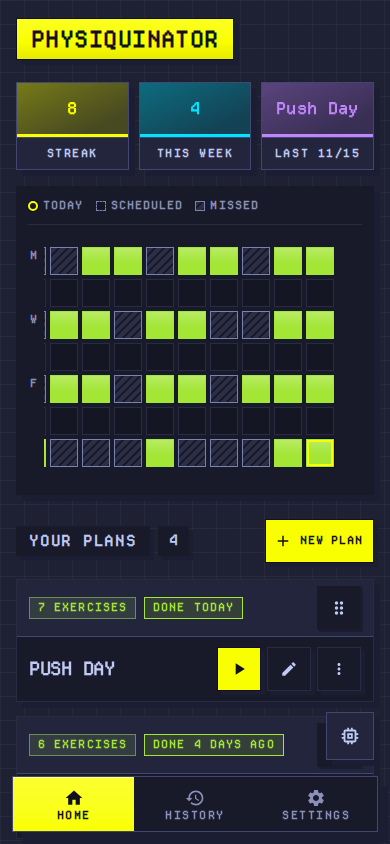 PHYSIQUINATOR
8
STREAK
4
THIS WEEK
Push Day
LAST 11/15
TODAY SCHEDULED MISSED
M
W
F
YOUR PLANS 4
+ NEW PLAN
7 EXERCISES DONE TODAY
PUSH DAY
6 EXERCISES DONE 4 DAYS AGO
HOME HISTORY SETTINGS